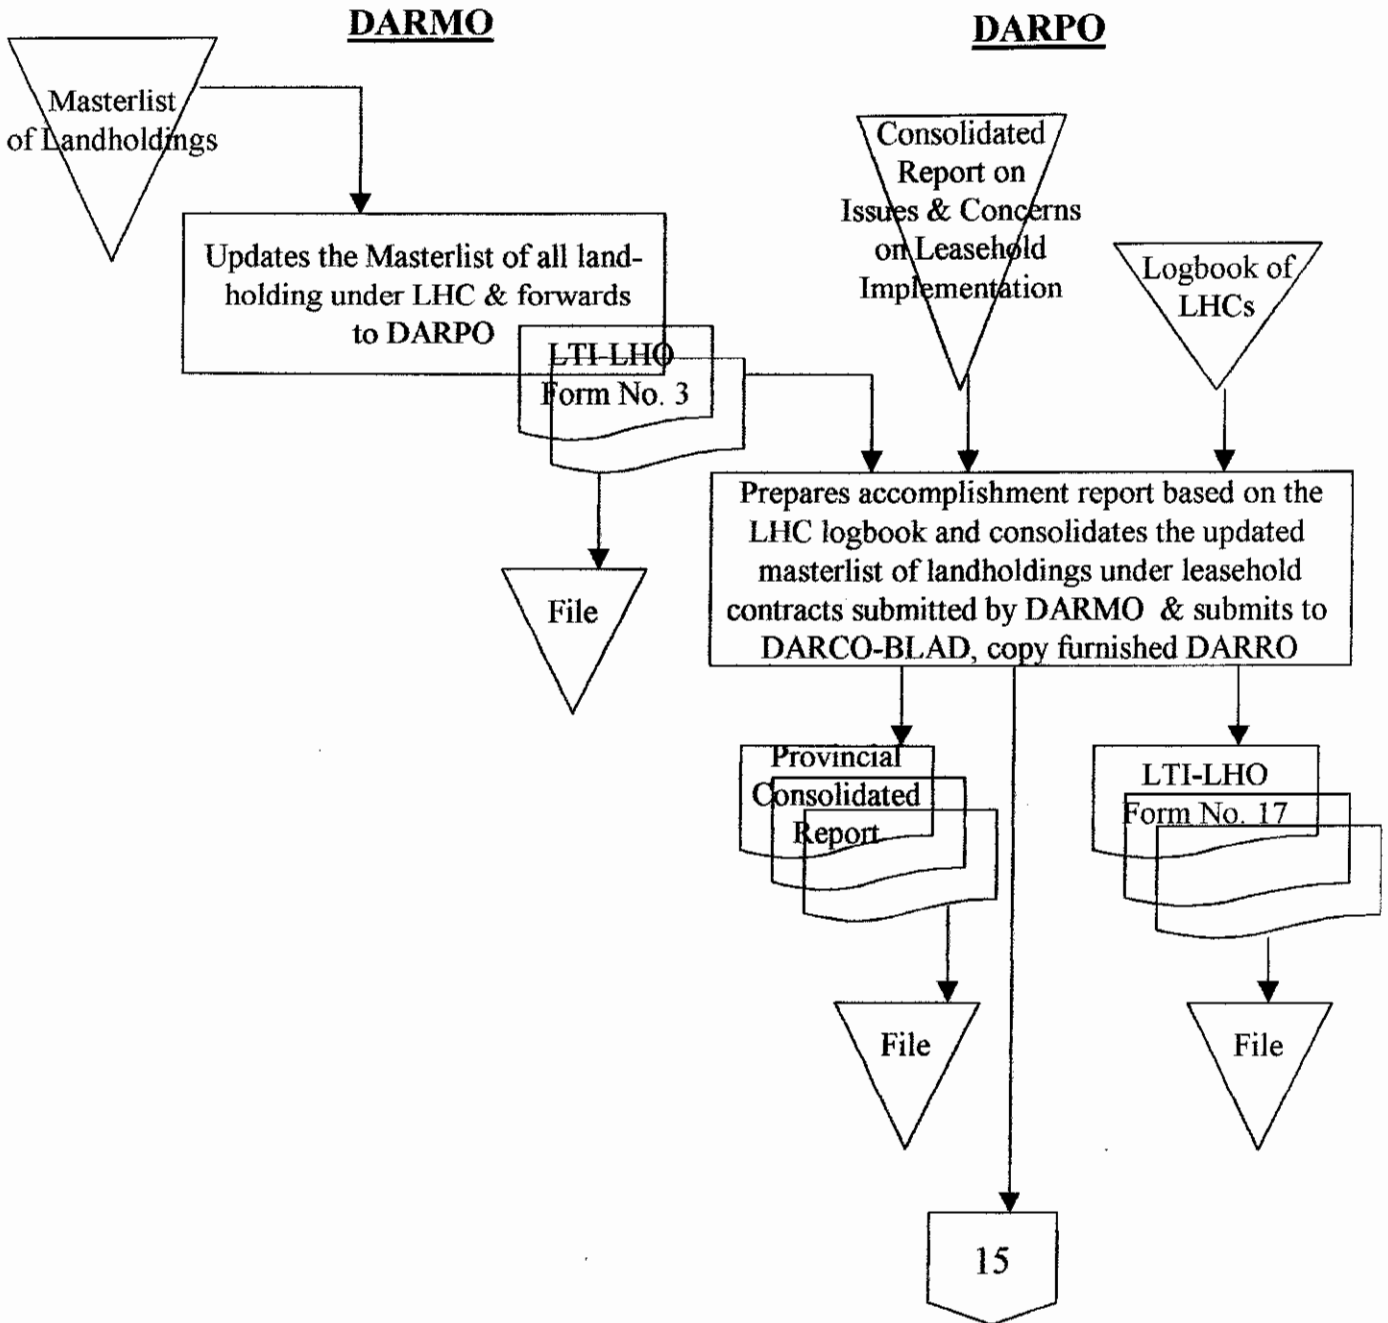 DARMO
DARPO
Masterlist
of Landholdings
Updates the Masterlist of all land-
holding under LHC & forwards
to DARPO
LTI-LHO
Form No. 3
File
Consolidated
Report on
Issues & Concerns
on Leasehold
Implementation
Logbook of
LHCs
Prepares accomplishment report based on the
LHC logbook and consolidates the updated
masterlist of landholdings under leasehold
contracts submitted by DARMO & submits to
DARCO-BLAD, copy furnished DARRO
Provincial
Consolidated
Report
LTI-LHO
Form No. 17
File
File
15